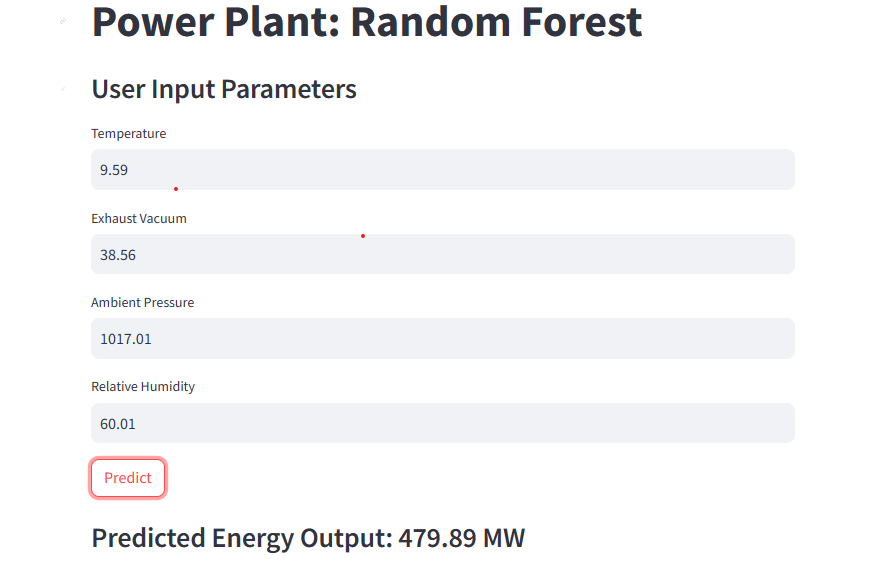 Power Plant: Random Forest
User Input Parameters
Temperature
9.59
Exhaust Vacuum
38.56
Ambient Pressure
1017.01
Relative Humidity
60.01
Predict
Predicted Energy Output: 479.89 MW